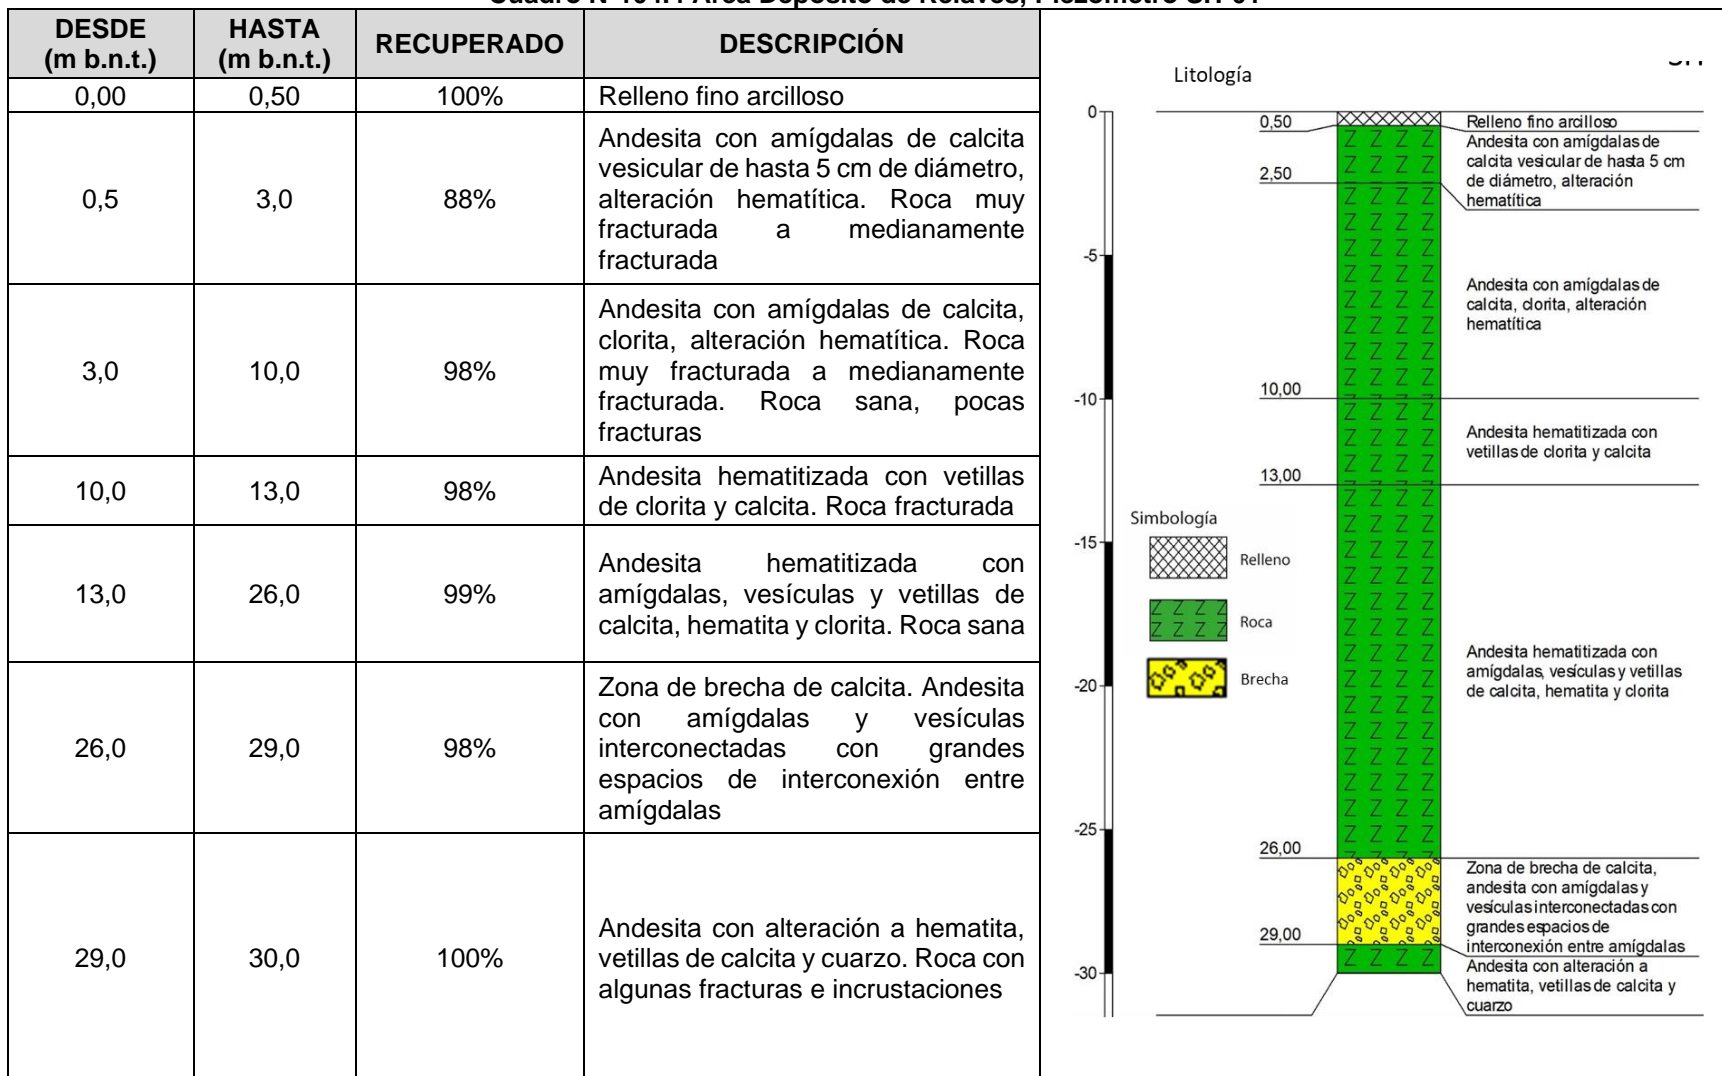 DESDE
(m b.n.t.)
HASTA
(m b.n.t.)
RECUPERADO
DESCRIPCIÓN
0,00
0,50
100%
Relleno fino arcilloso
0,5
3,0
88%
Andesita con amígdalas de calcita
vesicular de hasta 5 cm de diámetro,
alteración hematítica. Roca muy
fracturada a medianamente
fracturada
3,0
10,0
98%
Andesita con amígdalas de calcita,
clorita, alteración hematítica. Roca
muy fracturada a medianamente
fracturada. Roca sana, pocas
fracturas
10,0
13,0
98%
Andesita hematitizada con vetillas
de clorita y calcita. Roca fracturada
13,0
26,0
99%
Andesita hematitizada con
amígdalas, vesículas y vetillas de
calcita, hematita y clorita. Roca sana
26,0
29,0
98%
Zona de brecha de calcita. Andesita
con amígdalas y vesículas
interconectadas con grandes
espacios de interconexión entre
amígdalas
29,0
30,0
100%
Andesita con alteración a hematita,
vetillas de calcita y cuarzo. Roca con
algunas fracturas e incrustaciones
Litología
0
-5
-10
-15
-20
-25
-30
0,50
2,50
10,00
13,00
26,00
29,00
Relleno fino arcilloso
Andesita con amígdalas de
calcita vesicular de hasta 5 cm
de diámetro, alteración
hematítica
Andesita con amígdalas de
calcita, clorita, alteración
hematítica
Andesita hematitizada con
vetillas de clorita y calcita
Andesita hematitizada con
amígdalas, vesículas y vetillas
de calcita, hematita y clorita
Zona de brecha de calcita,
andesita con amígdalas y
vesículas interconectadas con
grandes espacios de
interconexión entre amígdalas
Andesita con alteración a
hematita, vetillas de calcita y
cuarzo
Simbología
Relleno
Roca
Brecha